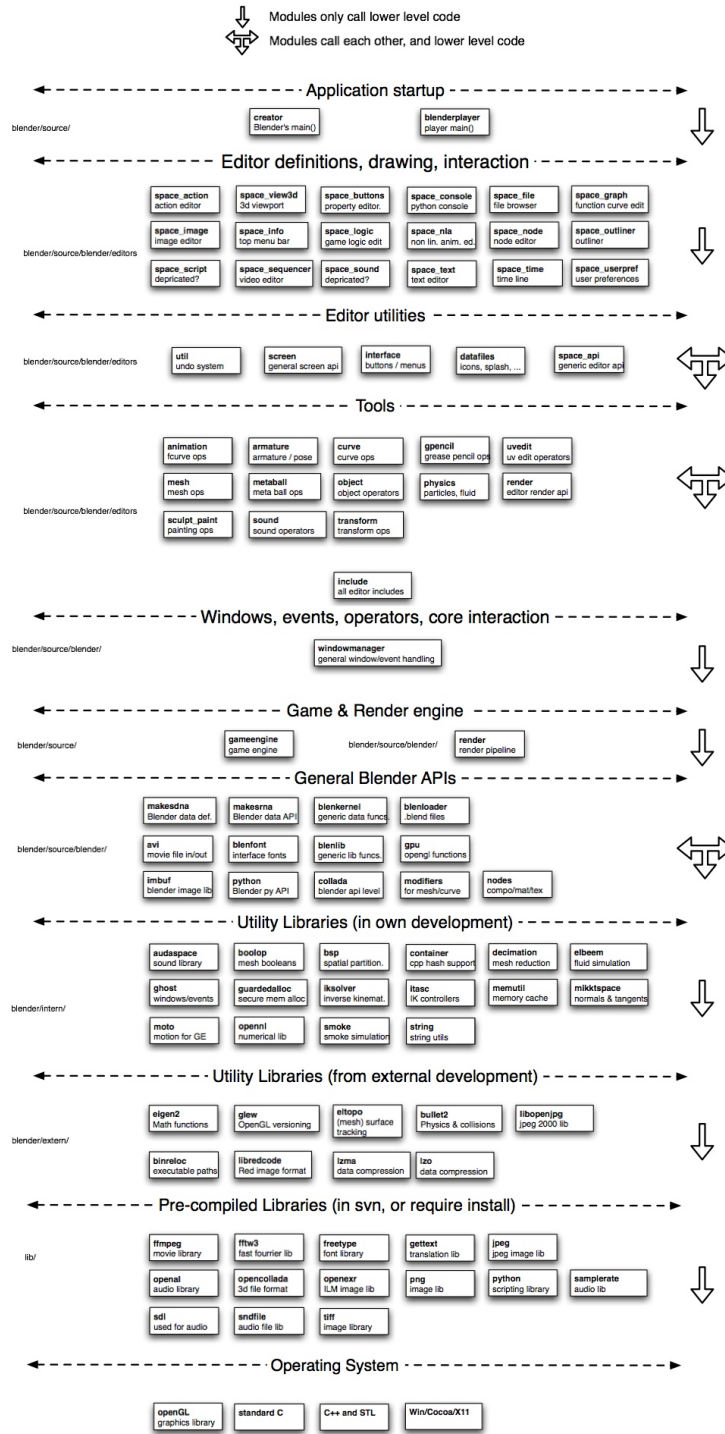 Modules only call lower level code
Modules call each other, and lower level code
Application startup
blender/source/
creator
Blender's main()
blenderplayer
player main()
Editor definitions, drawing, interaction
blender/source/blender/editors
space_action
action editor
space_view3d
3d viewport
space_buttons
property editor.
space_console
python console
space_file
file browser
space_graph
function curve edit
space_image
image editor
space_info
top menu bar
space_logic
game logic edit
space_nla
non lin. anim. ed.
space_node
node editor
space_outliner
outliner
space_script
depricated?
space_sequencer
video editor
space_sound
depricated?
space_text
text editor
space_time
time line
space_userpref
user preferences
Editor utilities
blender/source/blender/editors
util
undo system
screen
general screen api
interface
buttons / menus
datafiles
icons, splash, ...
space_api
generic editor api
Tools
blender/source/blender/editors
animation
fcurve ops
armature
armature / pose
curve
curve ops
gpencil
grease pencil ops
uvedit
uv edit operators
mesh
mesh ops
metaball
meta ball ops
object
object operators
physics
particles, fluid
render
editor render api
sculpt_paint
painting ops
sound
sound operators
transform
transform ops
include
all editor includes
Windows, events, operators, core interaction
blender/source/blender/
windowmanager
general window/event handling
Game & Render engine
blender/source/
gameengine
game engine
blender/source/blender/
render
render pipeline
General Blender APIs
blender/source/blender/
makesdna
Blender data def.
makesrna
Blender data API
blenkernel
generic data funcs.
blenloader
.blend files
avi
movie file in/out
blenfont
interface fonts
blenlib
generic lib funcs.
gpu
opengl functions
imbuf
blender image lib
python
Blender py API
collada
blender api level
modifiers
for mesh/curve
nodes
compo/mat/tex
Utility Libraries (in own development)
blender/intern/
audaspace
sound library
boolop
mesh booleans
bsp
spatial partition.
container
cpp hash support
decimation
mesh reduction
elbeem
fluid simulation
ghost
windows/events
guardedalloc
secure mem alloc
iksolver
inverse kinemat.
itasc
IK controllers
memutil
memory cache
mikktspace
normals & tangents
moto
motion for GE
opennl
numerical lib
smoke
smoke simulation
string
string utils
Utility Libraries (from external development)
blender/extern/
eigen2
Math functions
glew
OpenGL versioning
eltopo
(mesh) surface
tracking
bullet2
Physics & collisions
libopenjpg
jpeg 2000 lib
binreloc
executable paths
libredcode
Red image format
lzma
data compression
lzo
data compression
Pre-compiled Libraries (in svn, or require install)
lib/
ffmpeg
movie library
fftw3
fast fourrier lib
freetype
font library
gettext
translation lib
jpeg
jpeg image lib
openal
audio library
opencollada
3d file format
openexr
ILM image lib
png
image lib
python
scripting library
samplerate
audio lib
sdl
used for audio
sndfile
audio file lib
tiff
image library
Operating System
openGL
graphics library
standard C
C++ and STL
Win/Cocoa/X11